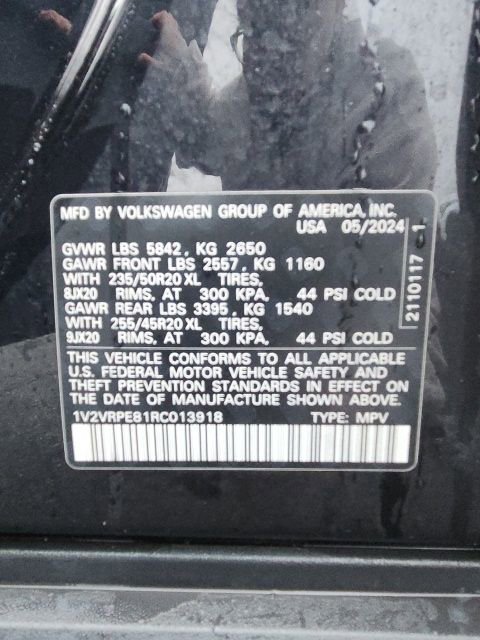 MFD BY VOLKSWAGEN GROUP OF AMERICA, INC.
USA 05/2024
GVWR LBS 5842, KG 2650
GAWR FRONT LBS 2557, KG 1160
WITH 235/50R20 XL TIRES,
8JX20 RIMS, AT 300 KPA, 44 PSI COLD
GAWR REAR LBS 3395, KG 1540
WITH 255/45R20 XL TIRES,
9JX20 RIMS, AT 300 KPA, 44 PSI COLD
THIS VEHICLE CONFORMS TO ALL APPLICABLE
U.S. FEDERAL MOTOR VEHICLE SAFETY AND
THEFT PREVENTION STANDARDS IN EFFECT ON
THE DATE OF MANUFACTURE SHOWN ABOVE.
1V2VRPE81RC013918 TYPE: MPV
2110117 1